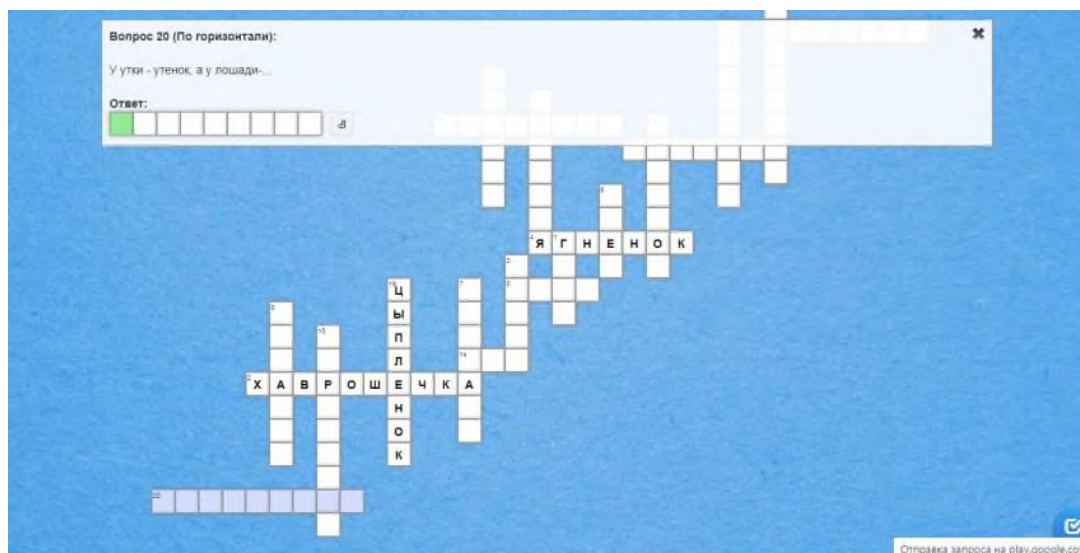 Вопрос 20 (По горизонтали):
У утки - утенок, а у лошади-...
Ответ:
ЯГНЕНОК
ЦЫПЛЕНОК
ХАВРОШЕЧКА
Отправка запроса на play.google.co